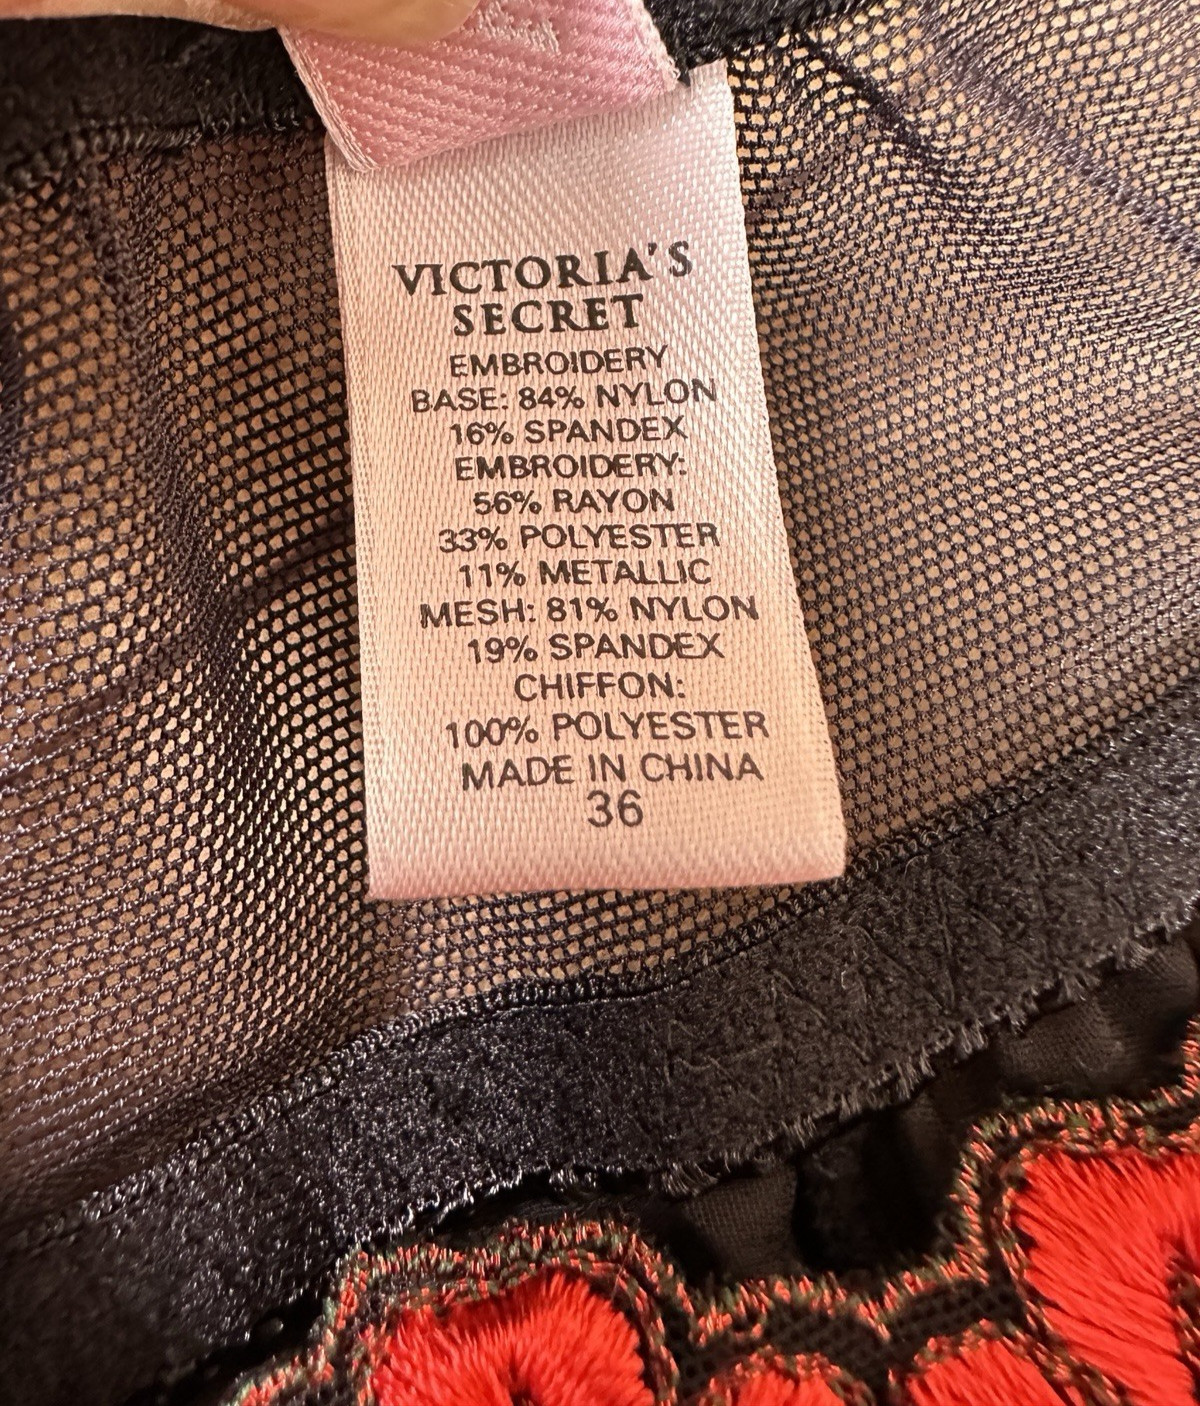 VICTORIA'S
SECRET
EMBROIDERY
BASE: 84% NYLON
16% SPANDEX
EMBROIDERY:
56% RAYON
33% POLYESTER
11% METALLIC
MESH: 81% NYLON
19% SPANDEX
CHIFFON:
100% POLYESTER
MADE IN CHINA
36